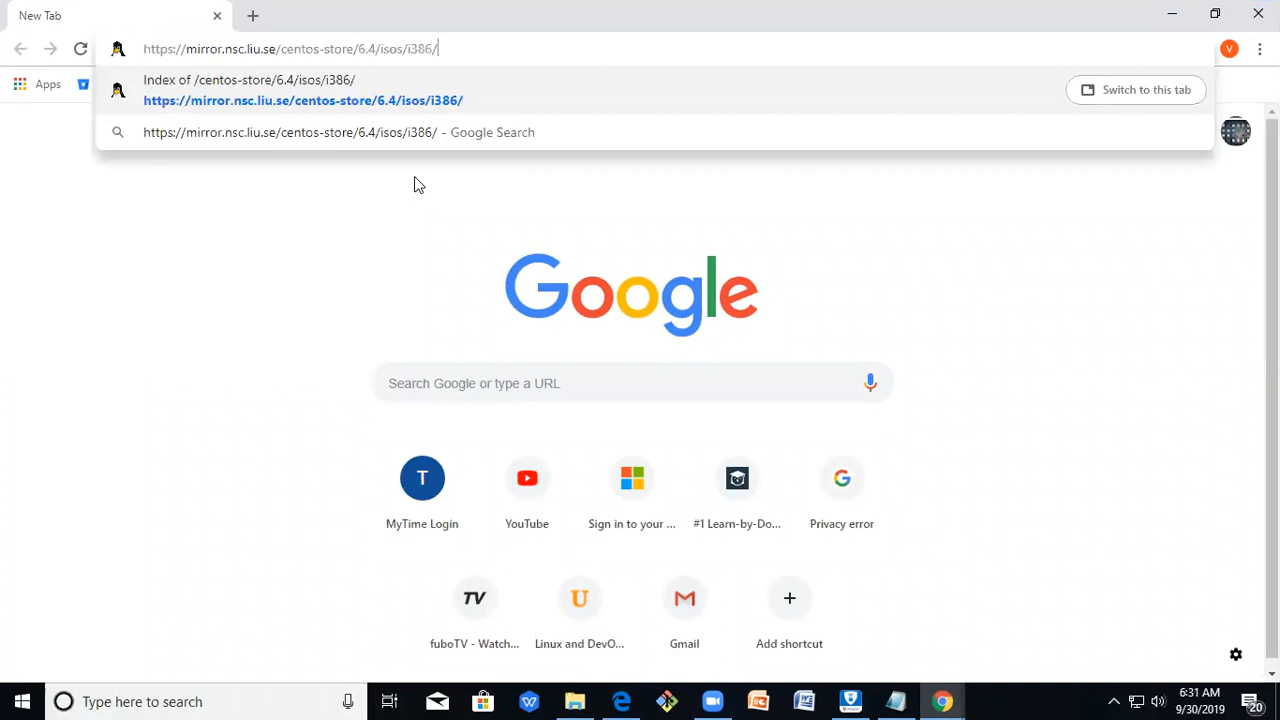 New Tab
https://mirror.nsc.liu.se/centos-store/6.4/isos/i386/
Index of /centos-store/6.4/isos/i386/
https://mirror.nsc.liu.se/centos-store/6.4/isos/i386/
Switch to this tab
https://mirror.nsc.liu.se/centos-store/6.4/isos/i386/ - Google Search
V
Apps
Google
Search Google or type a URL
T
MyTime Login
YouTube
Sign in to your ...
#1 Learn-by-Do...
G
Privacy error
TV
fuboTV - Watch...
U
Linux and DevO...
M
Gmail
Add shortcut
Type here to search
W
W
6:31 AM
9/30/2019
20